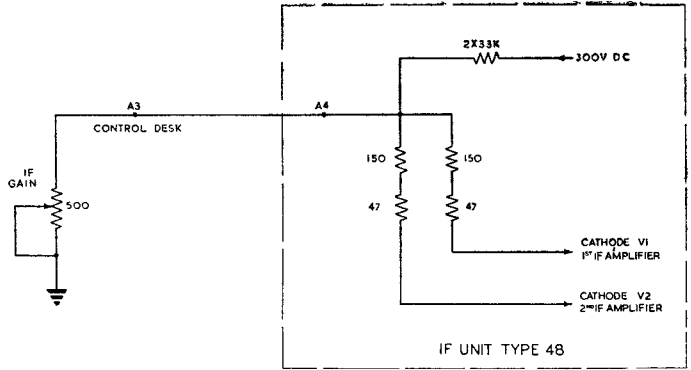 2X33K
300V DC
A3
A4
CONTROL DESK
IF
GAIN
500
150
150
47
47
CATHODE V1
1ST IF AMPLIFIER
CATHODE V2
2ND IF AMPLIFIER
IF UNIT TYPE 48